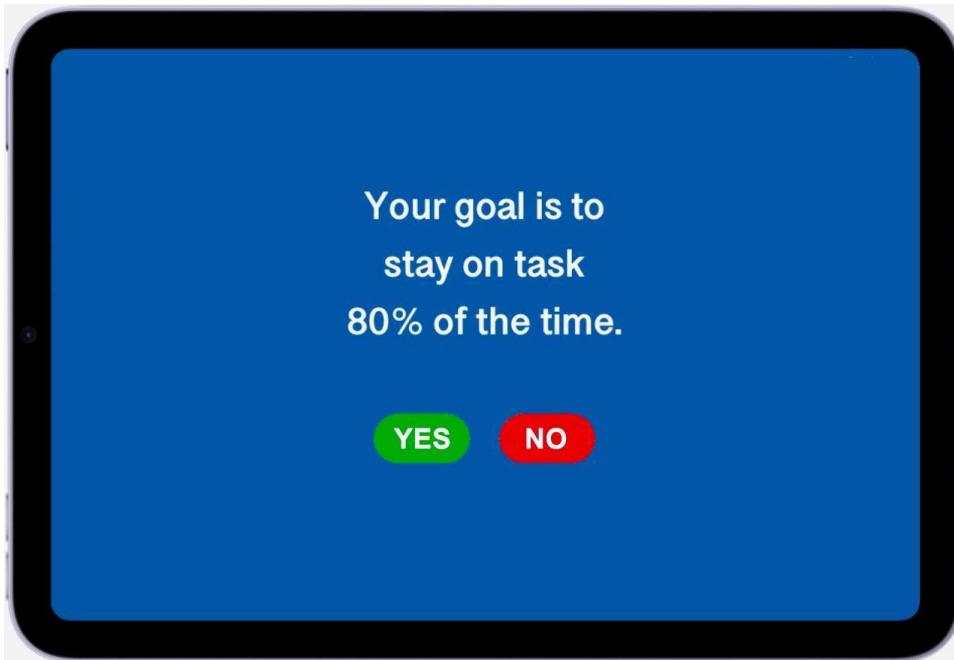 Your goal is to
stay on task
80% of the time.
YES NO